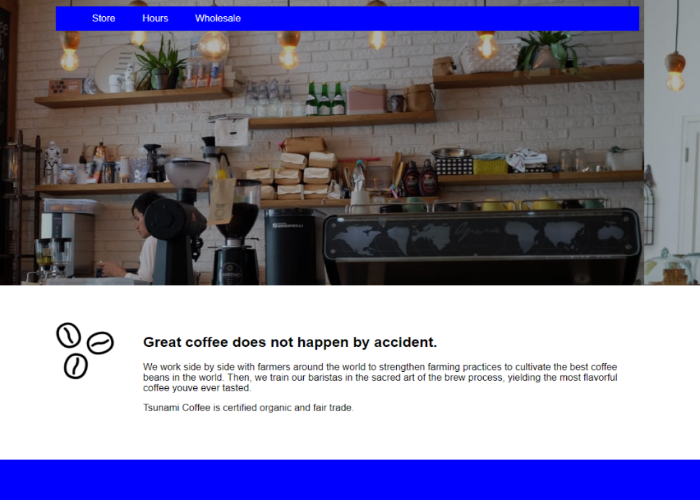 Store Hours Wholesale
Great coffee does not happen by accident.
We work side by side with farmers around the world to strengthen farming practices to cultivate the best coffee
beans in the world. Then, we train our baristas in the sacred art of the brew process, yielding the most flavorful
coffee youve ever tasted.
Tsunami Coffee is certified organic and fair trade.